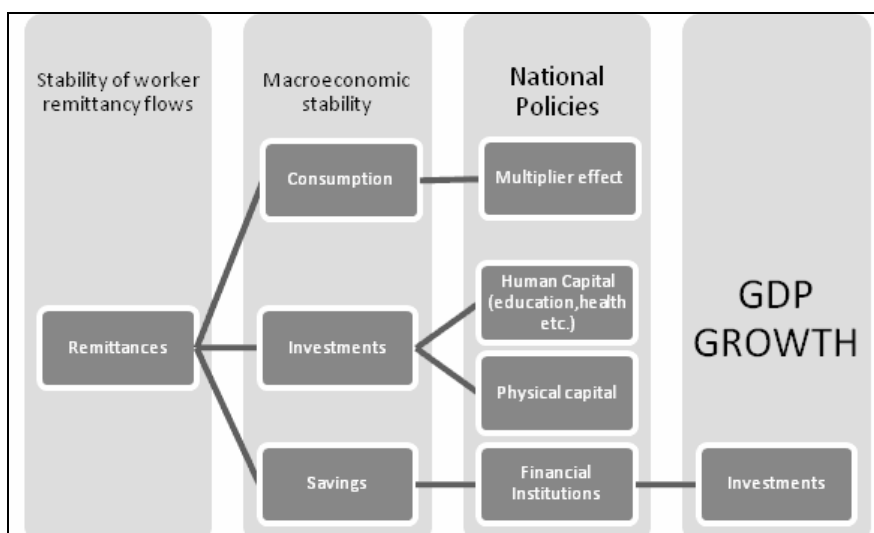 Stability of worker
remittancy flows
Macroeconomic
stability
National
Policies
Consumption
Multiplier effect
Human Capital
(education,health
etc.)
GDP
GROWTH
Remittances
Investments
Physical capital
Savings
Financial
Institutions
Investments